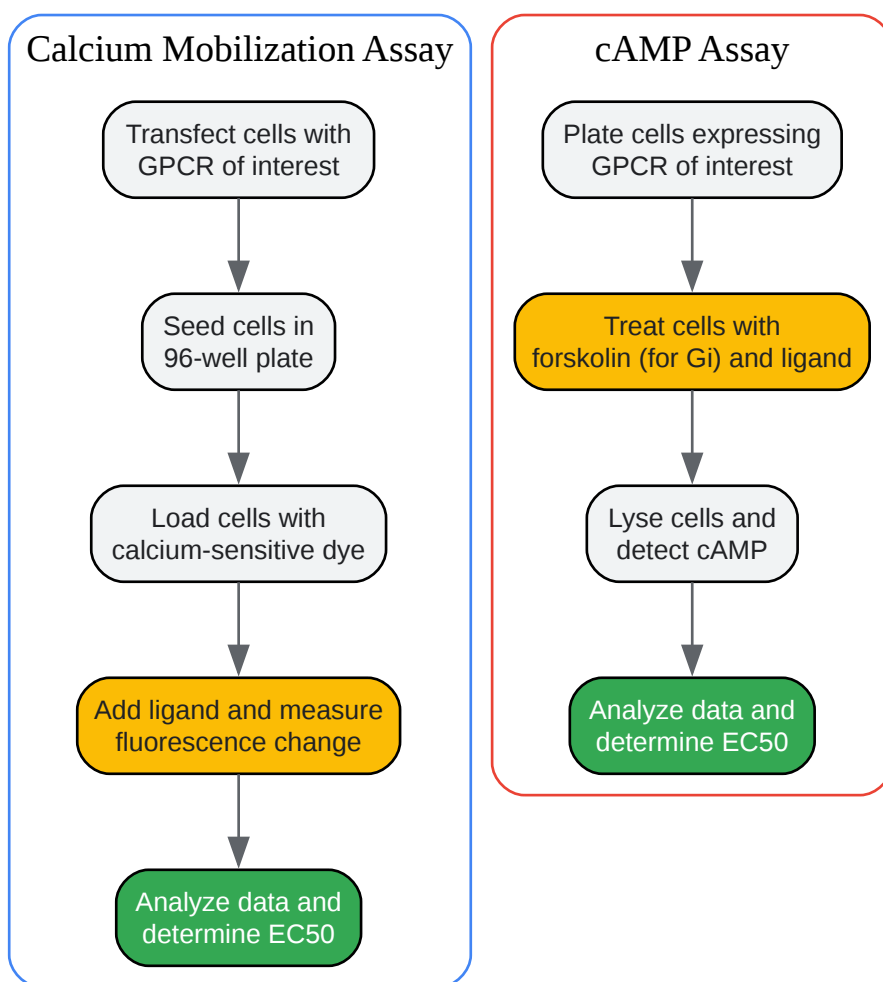 Calcium Mobilization Assay
Transfect cells with
GPCR of interest
Seed cells in
96-well plate
Load cells with
calcium-sensitive dye
Add ligand and measure
fluorescence change
Analyze data and
determine EC50
cAMP Assay
Plate cells expressing
GPCR of interest
Treat cells with
forskolin (for Gi) and ligand
Lyse cells and
detect cAMP
Analyze data and
determine EC50